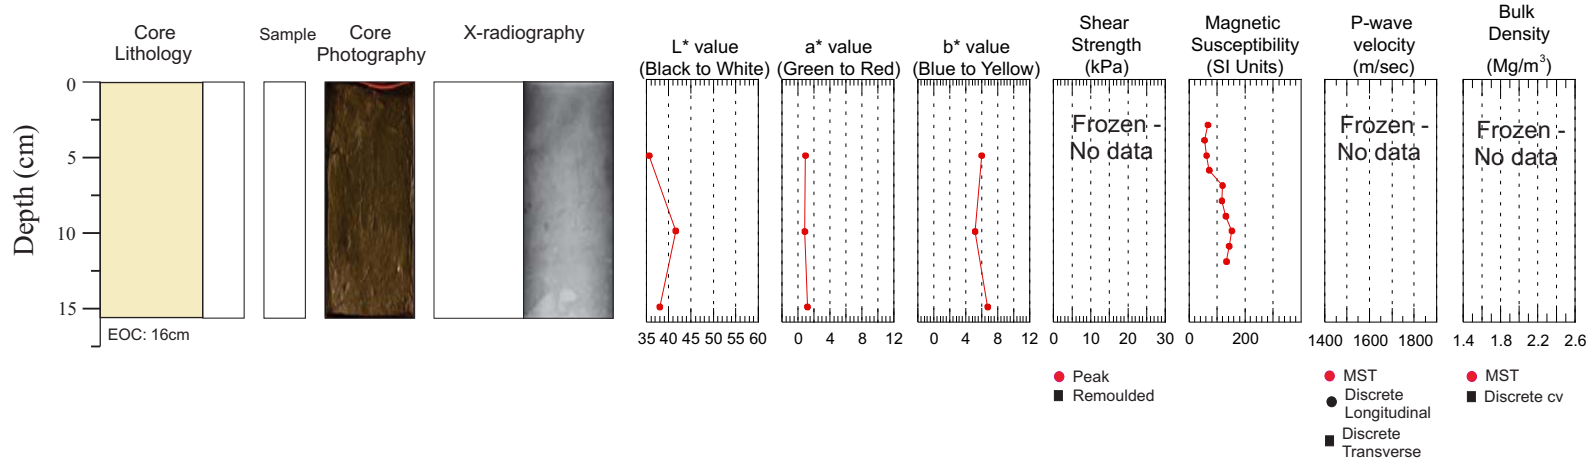 Core
Lithology
Sample
Core
Photography
X-radiography
L* value
(Black to White)
a* value
(Green to Red)
b* value
(Blue to Yellow)
Shear
Strength
(kPa)
Magnetic
Susceptibility
(SI Units)
P-wave
velocity
(m/sec)
Bulk
Density
(Mg/m³)
Depth (cm)
0
5
10
15
EOC: 16cm
Frozen -
No data
Frozen -
No data
Frozen -
No data
35 40 45 50 55 60
0 4 8 12
0 4 8 12
0 10 20 30
0 200
1400 1600 1800
1.4 1.8 2.2 2.6
Peak
Remoulded
MST
Discrete
Longitudinal
Discrete
Transverse
MST
Discrete cv